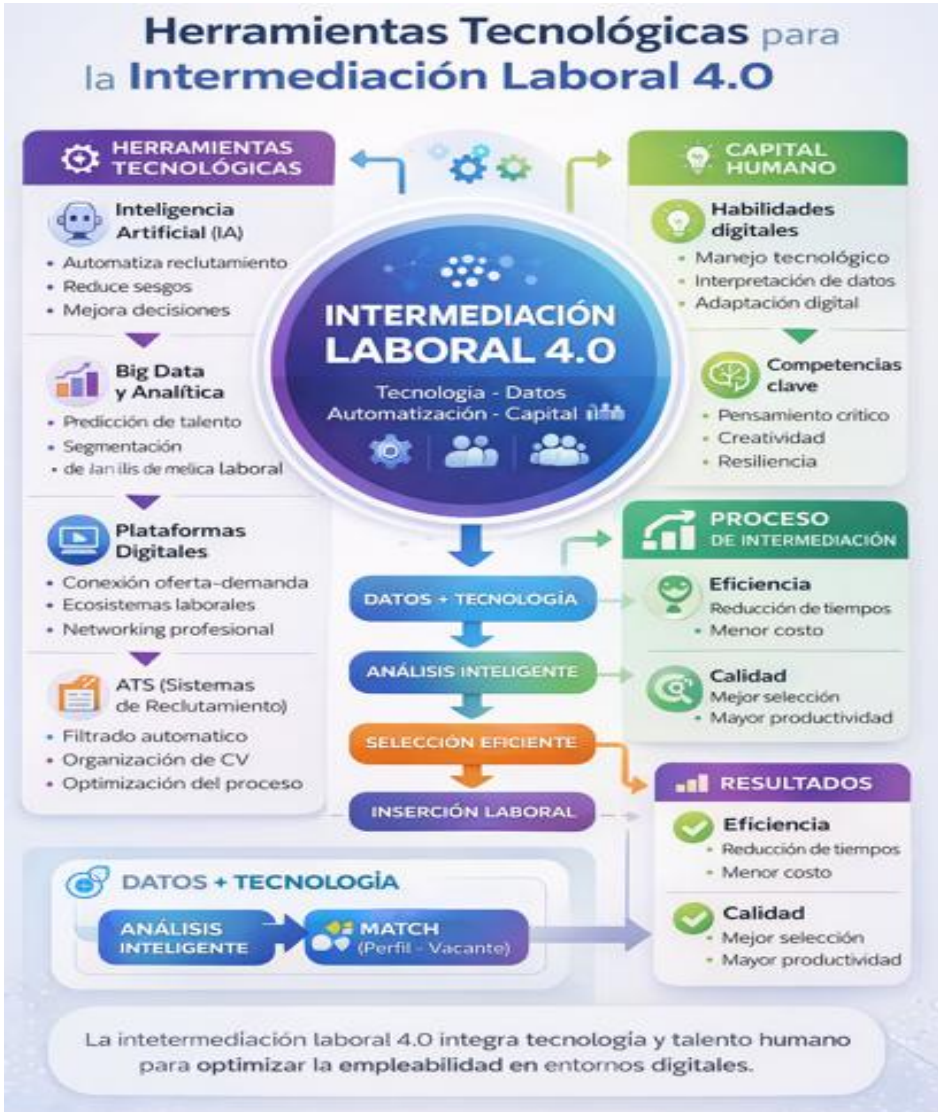 Herramientas Tecnológicas para
la Intermediación Laboral 4.0
HERRAMIENTAS
TECNOLÓGICAS
Inteligencia
Artificial (IA)
• Automatiza reclutamiento
• Reduce sesgos
• Mejora decisiones
Big Data
y Analítica
• Predicción de talento
• Segmentación
• de laboral
Plataformas
Digitales
• Conexión oferta-demanda
• Ecosistemas laborales
• Networking profesional
ATS (Sistemas
de Reclutamiento)
• Filtrado automatico
• Organización de CV
• Optimización del proceso
INTERMEDIACIÓN
LABORAL 4.0
Tecnologia - Datos
Automatización - Capital
DATOS + TECNOLOGÍA
ANÁLISIS INTELIGENTE
SELECCIÓN EFICIENTE
INSERCIÓN LABORAL
CAPITAL
HUMANO
Habilidades
digitales
• Manejo tecnológico
• Interpretación de datos
• Adaptación digital
Competencias
clave
• Pensamiento critico
• Creatividad
• Resiliencia
PROCESO
DE INTERMEDIACIÓN
Eficiencia
Reducción de tiempos
• Menor costo
Calidad
Mejor selección
• Mayor productividad
RESULTADOS
Eficiencia
• Reducción de tiempos
• Menor costo
Calidad
• Mejor selección
• Mayor productividad
DATOS + TECNOLOGÍA
ANÁLISIS
INTELIGENTE
MATCH
(Perfil - Vacante)
La intetermediación laboral 4.0 integra tecnología y talento humano
para optimizar la empleabilidad en entornos digitales.